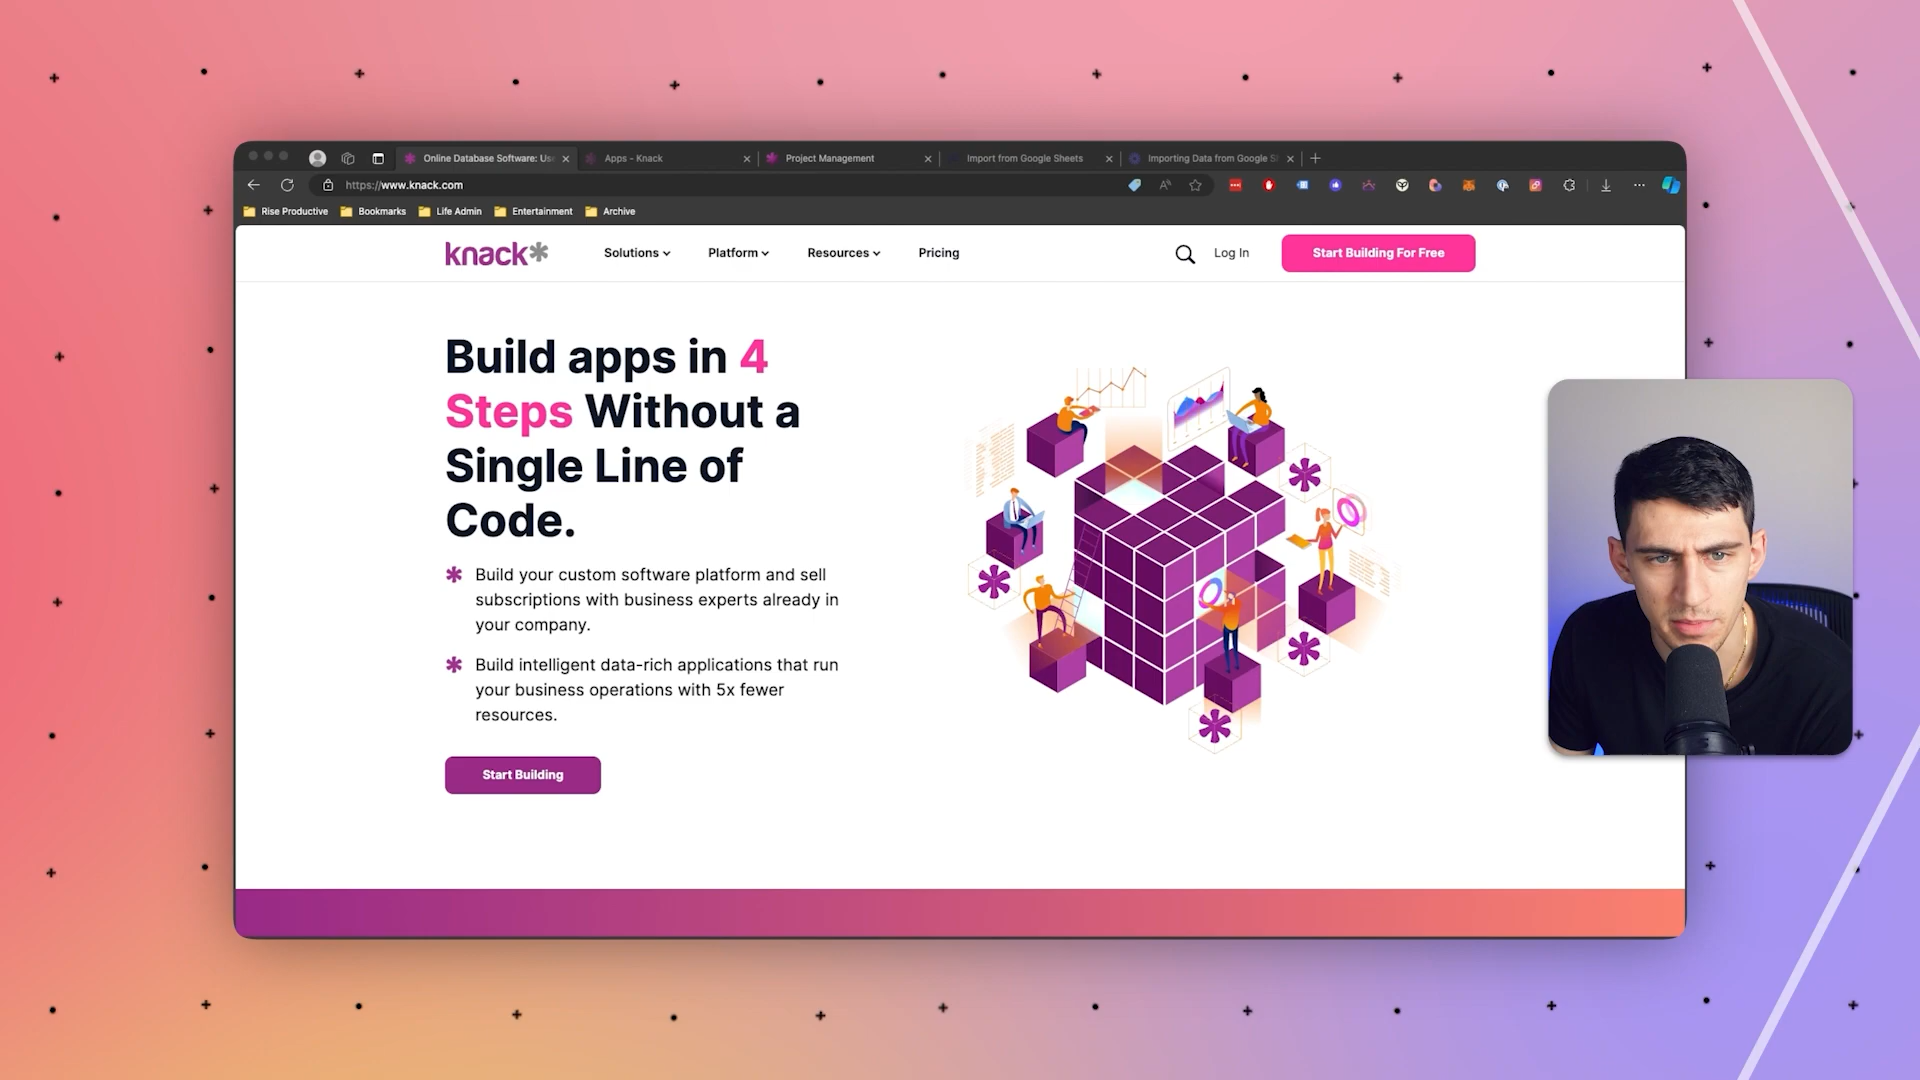 Online Database Software: Us
Apps - Knack
Project Management
Import from Google Sheets
Importing Data from Google S
https://www.knack.com
Rise Productive
Bookmarks
Life Admin
Entertainment
Archive
knack*
Solutions
Platform
Resources
Pricing
Log In
Start Building For Free
Build apps in 4
Steps Without a
Single Line of
Code.
Build your custom software platform and sell
subscriptions with business experts already in
your company.
Build intelligent data-rich applications that run
your business operations with 5x fewer
resources.
Start Building